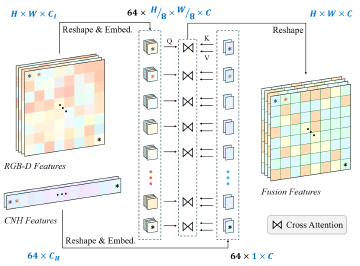 H × W × C_I
64 × H/8 × W/8 × C
H × W × C
Reshape & Embed.
Reshape
Q
K
V
RGB-D Features
Fusion Features
CNH Features
Cross Attention
Reshape & Embed.
64 × C_H
64 × 1 × C